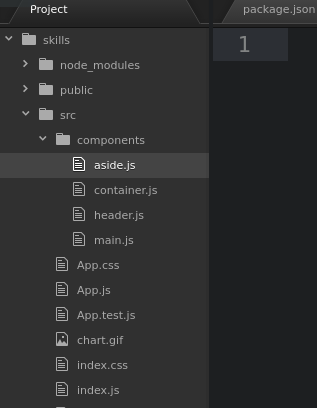 Project
package.json
1
skills
node_modules
public
src
components
aside.js
container.js
header.js
main.js
App.css
App.js
App.test.js
chart.gif
index.css
index.js